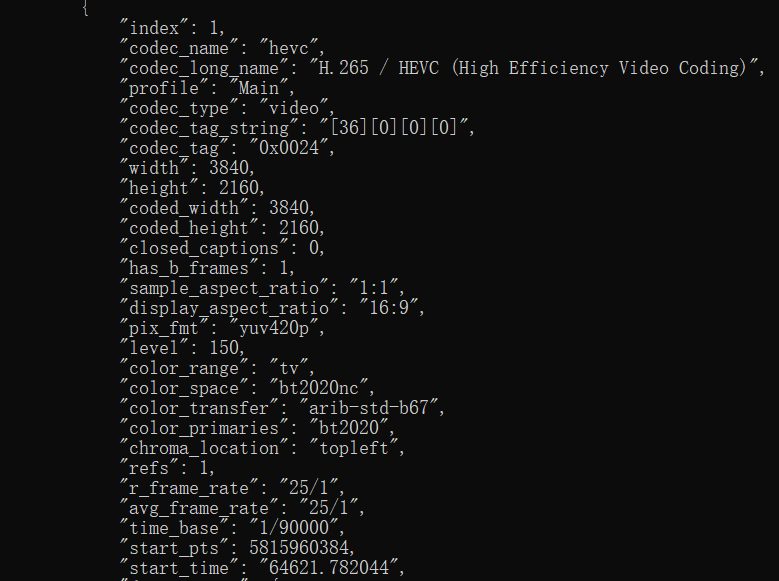 {
"index": 1,
"codec_name": "hevc",
"codec_long_name": "H.265 / HEVC (High Efficiency Video Coding)",
"profile": "Main",
"codec_type": "video",
"codec_tag_string": "[36][0][0][0]",
"codec_tag": "0x0024",
"width": 3840,
"height": 2160,
"coded_width": 3840,
"coded_height": 2160,
"closed_captions": 0,
"has_b_frames": 1,
"sample_aspect_ratio": "1:1",
"display_aspect_ratio": "16:9",
"pix_fmt": "yuv420p",
"level": 150,
"color_range": "tv",
"color_space": "bt2020nc",
"color_transfer": "arib-std-b67",
"color_primaries": "bt2020",
"chroma_location": "topleft",
"refs": 1,
"r_frame_rate": "25/1",
"avg_frame_rate": "25/1",
"time_base": "1/90000",
"start_pts": 5815960384,
"start_time": "64621.782044",